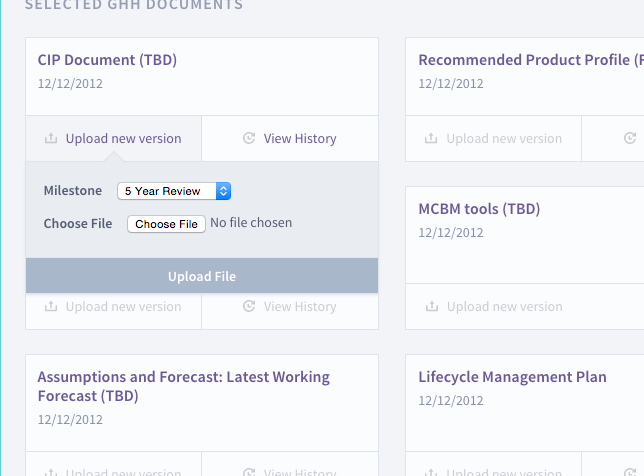 SELECTED GHH DOCUMENTS
CIP Document (TBD)
12/12/2012
Upload new version
View History
Milestone
5 Year Review
Choose File
Choose File
No file chosen
Upload File
Upload new version
View History
Assumptions and Forecast: Latest Working
Forecast (TBD)
12/12/2012
Upload new version
View History
Recommended Product Profile (
12/12/2012
Upload new version
MCBM tools (TBD)
12/12/2012
Upload new version
Lifecycle Management Plan
12/12/2012
Upload new version